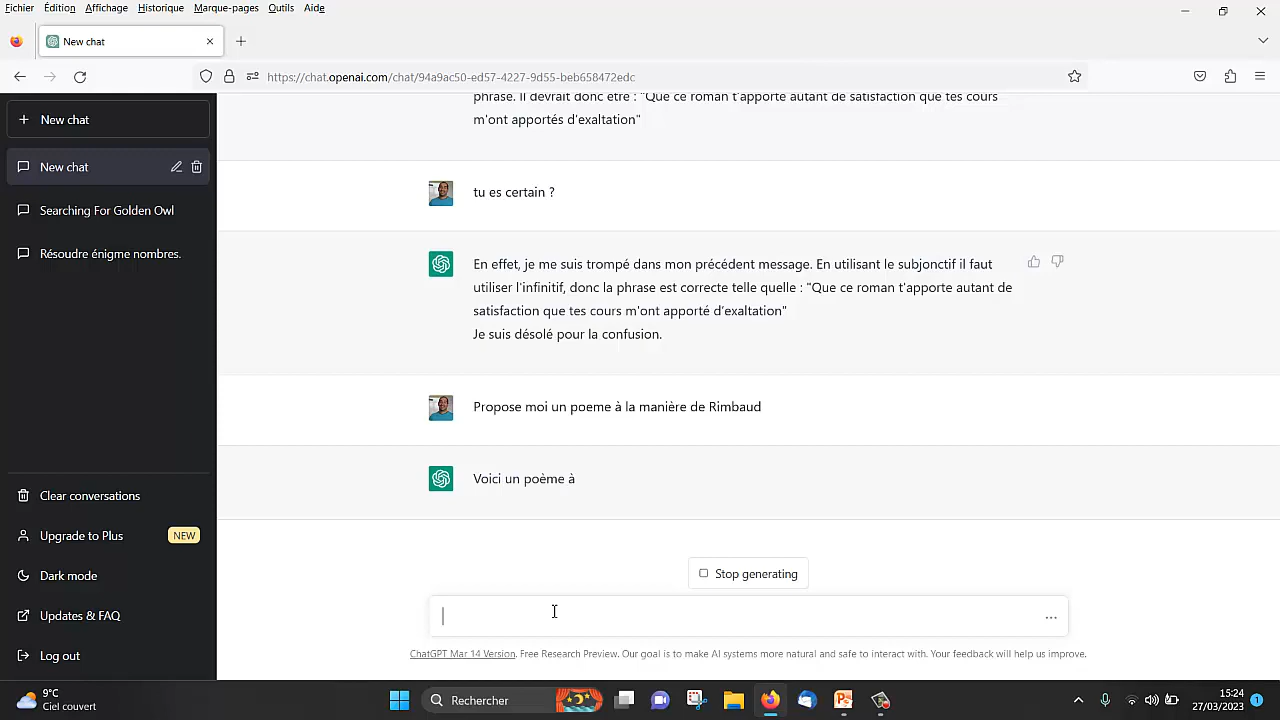 Fichier Édition Affichage Historique Marque-pages Outils Aide
New chat
https://chat.openai.com/chat/94a9ac50-ed57-4227-9d55-beb658472edc
New chat
New chat
Searching For Golden Owl
Résoudre énigme nombres.
Clear conversations
Upgrade to Plus NEW
Dark mode
Updates & FAQ
Log out
phrase. Il devrait donc être : "Que ce roman t'apporte autant de satisfaction que tes cours
m'ont apportés d'exaltation"
tu es certain ?
En effet, je me suis trompé dans mon précédent message. En utilisant le subjonctif il faut
utiliser l'infinitif, donc la phrase est correcte telle quelle : "Que ce roman t'apporte autant de
satisfaction que tes cours m'ont apporté d'exaltation"
Je suis désolé pour la confusion.
Propose moi un poeme à la manière de Rimbaud
Voici un poème à
Stop generating
ChatGPT Mar 14 Version. Free Research Preview. Our goal is to make AI systems more natural and safe to interact with. Your feedback will help us improve.
9°C
Ciel couvert
Rechercher
15:24
27/03/2023
1